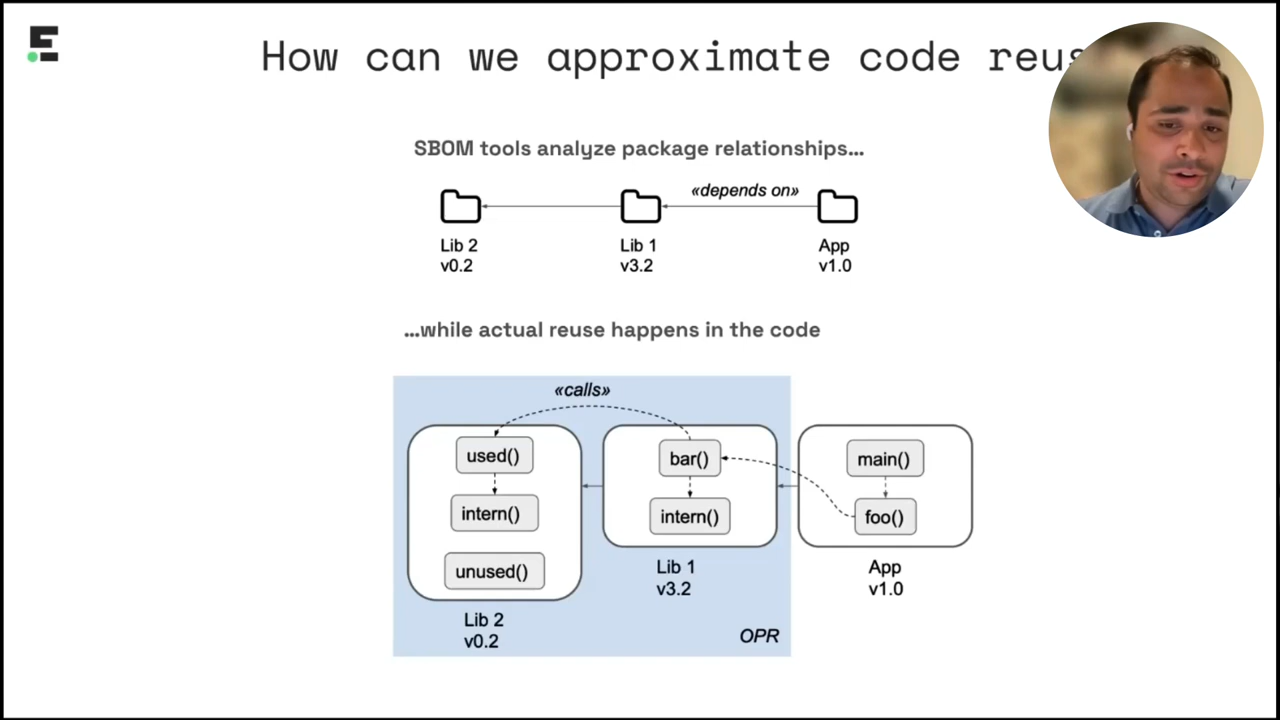 How can we approximate code reus
SBOM tools analyze package relationships...
«depends on»
Lib 2
v0.2
Lib 1
v3.2
App
v1.0
...while actual reuse happens in the code
«calls»
used()
intern()
unused()
Lib 2
v0.2
bar()
intern()
Lib 1
v3.2
OPR
main()
foo()
App
v1.0